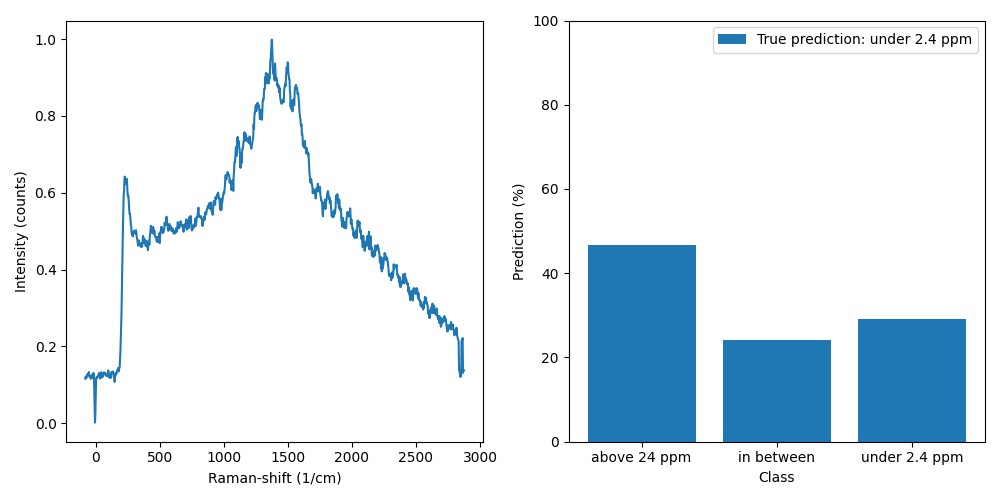 1.0
0.8
0.6
0.4
0.2
0.0
Intensity (counts)
0
500
1000
1500
2000
2500
3000
Raman-shift (1/cm)
100
80
60
40
20
0
Prediction (%)
True prediction: under 2.4 ppm
above 24 ppm
in between
under 2.4 ppm
Class